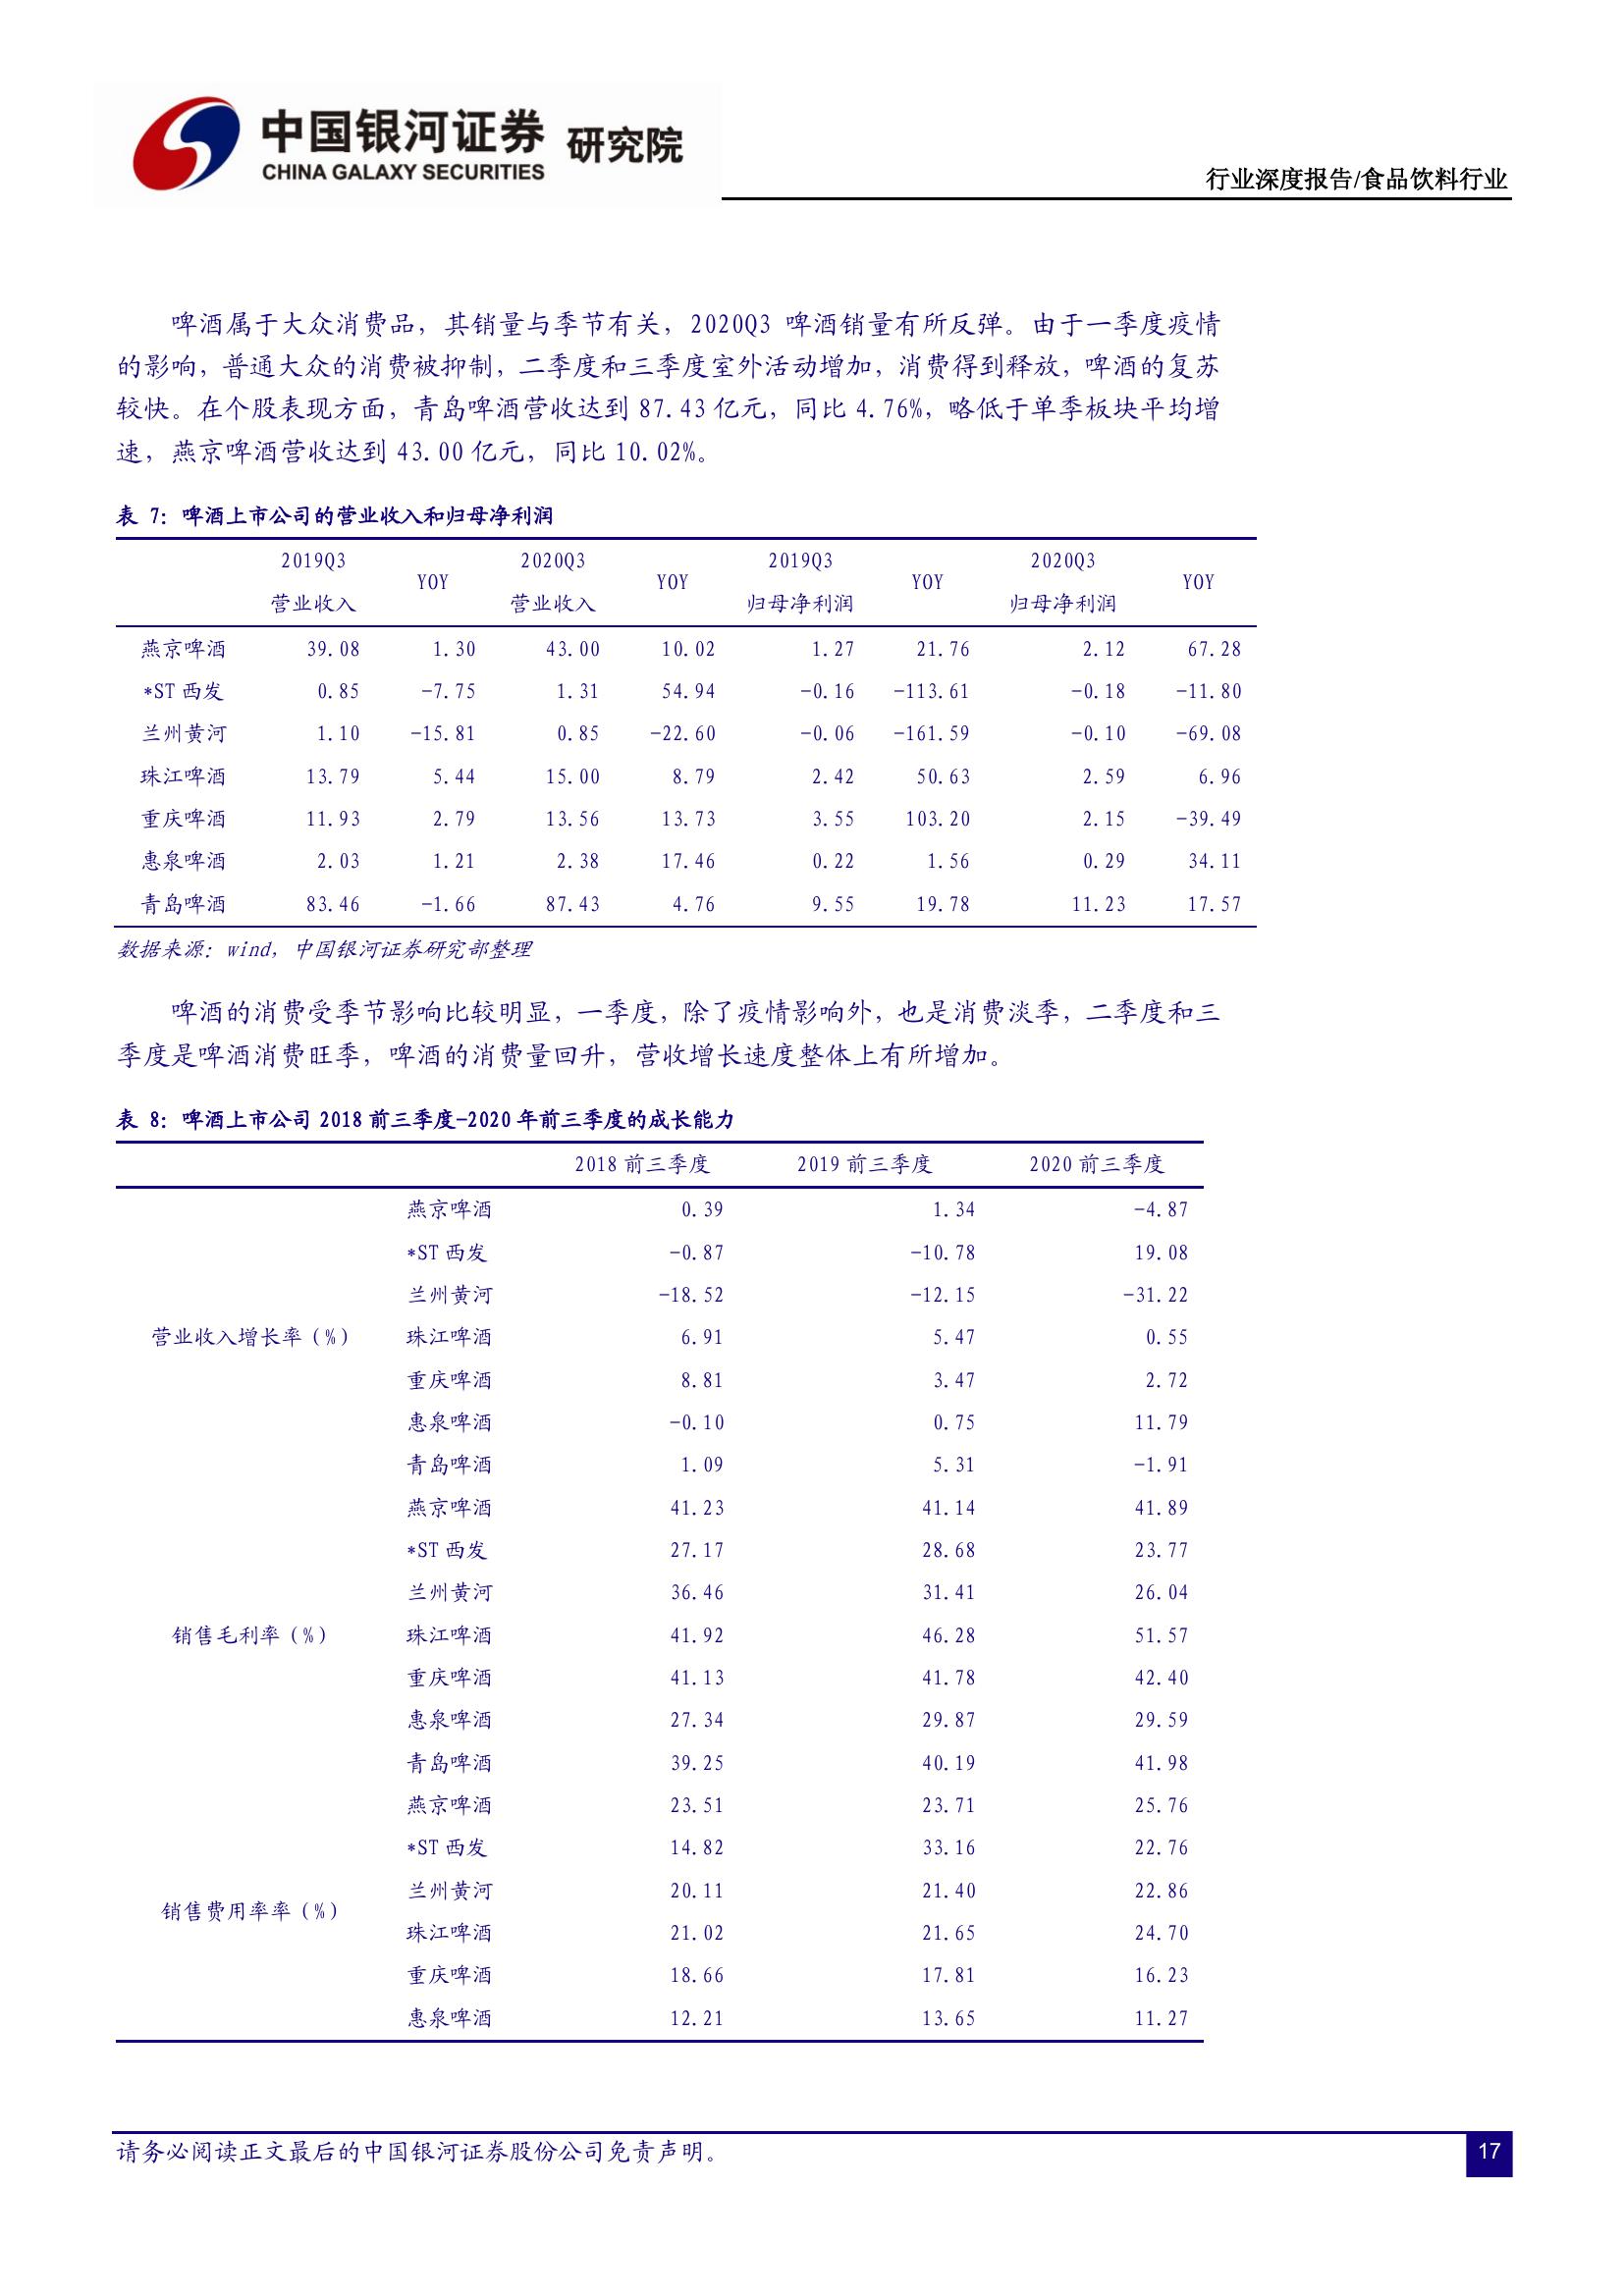 中国银河证券 研究院
CHINA GALAXY SECURITIES
行业深度报告/食品饮料行业
啤酒属于大众消费品，其销量与季节有关，2020Q3 啤酒销量有所反弹。由于一季度疫情
的影响，普通大众的消费被抑制，二季度和三季度室外活动增加，消费得到释放，啤酒的复苏
较快。在个股表现方面，青岛啤酒营收达到 87.43 亿元，同比 4.76%，略低于单季板块平均增
速，燕京啤酒营收达到 43.00 亿元，同比 10.02%。
表 7：啤酒上市公司的营业收入和归母净利润
2019Q3 营业收入 YOY 2020Q3 营业收入 YOY 2019Q3 归母净利润 YOY 2020Q3 归母净利润 YOY
燕京啤酒 39.08 1.30 43.00 10.02 1.27 21.76 2.12 67.28
*ST 西发 0.85 -7.75 1.31 54.94 -0.16 -113.61 -0.18 -11.80
兰州黄河 1.10 -15.81 0.85 -22.60 -0.06 -161.59 -0.10 -69.08
珠江啤酒 13.79 5.44 15.00 8.79 2.42 50.63 2.59 6.96
重庆啤酒 11.93 2.79 13.56 13.73 3.55 103.20 2.15 -39.49
惠泉啤酒 2.03 1.21 2.38 17.46 0.22 1.56 0.29 34.11
青岛啤酒 83.46 -1.66 87.43 4.76 9.55 19.78 11.23 17.57
数据来源：wind，中国银河证券研究部整理
啤酒的消费受季节影响比较明显，一季度，除了疫情影响外，也是消费淡季，二季度和三
季度是啤酒消费旺季，啤酒的消费量回升，营收增长速度整体上有所增加。
表 8：啤酒上市公司 2018 前三季度-2020 年前三季度的成长能力
2018 前三季度 2019 前三季度 2020 前三季度
燕京啤酒 0.39 1.34 -4.87
*ST 西发 -0.87 -10.78 19.08
兰州黄河 -18.52 -12.15 -31.22
营业收入增长率（%） 珠江啤酒 6.91 5.47 0.55
重庆啤酒 8.81 3.47 2.72
惠泉啤酒 -0.10 0.75 11.79
青岛啤酒 1.09 5.31 -1.91
燕京啤酒 41.23 41.14 41.89
*ST 西发 27.17 28.68 23.77
兰州黄河 36.46 31.41 26.04
销售毛利率（%） 珠江啤酒 41.92 46.28 51.57
重庆啤酒 41.13 41.78 42.40
惠泉啤酒 27.34 29.87 29.59
青岛啤酒 39.25 40.19 41.98
燕京啤酒 23.51 23.71 25.76
*ST 西发 14.82 33.16 22.76
兰州黄河 20.11 21.40 22.86
销售费用率率（%）
珠江啤酒 21.02 21.65 24.70
重庆啤酒 18.66 17.81 16.23
惠泉啤酒 12.21 13.65 11.27
请务必阅读正文最后的中国银河证券股份公司免责声明。
17